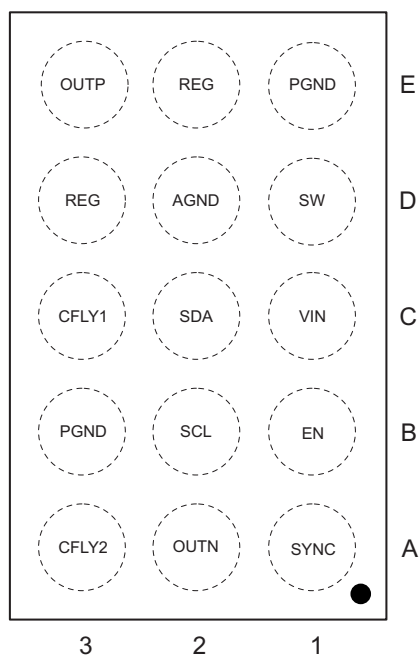 OUTP REG PGND E
REG AGND SW D
CFLY1 SDA VIN C
PGND SCL EN B
CFLY2 OUTN SYNC A
3 2 1